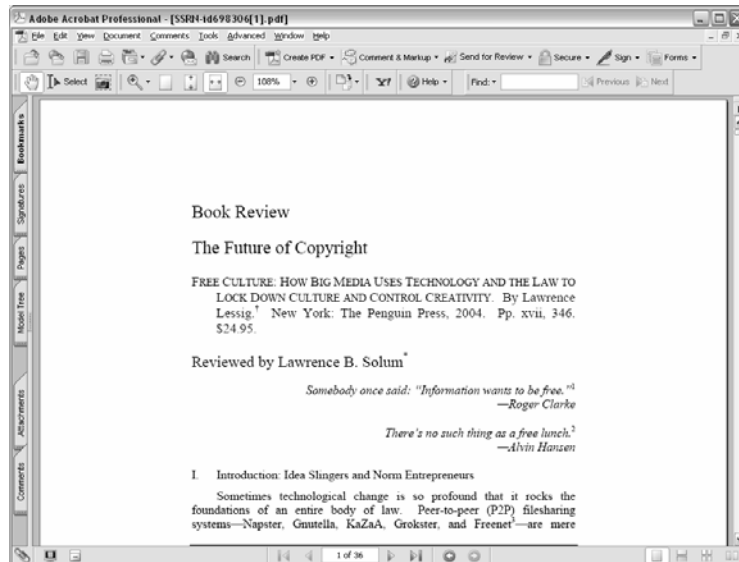 Adobe Acrobat Professional - [SSRN-id698306[1].pdf]
File Edit View Document Comments Tools Advanced Window Help
Search Create PDF Comment & Markup Send for Review Secure Sign Forms
Select 108% Y! Help Find: Previous Next
Bookmarks
Signatures
Pages
Model Tree
Attachments
Comments
Book Review
The Future of Copyright
FREE CULTURE: HOW BIG MEDIA USES TECHNOLOGY AND THE LAW TO
LOCK DOWN CULTURE AND CONTROL CREATIVITY. By Lawrence
Lessig.† New York: The Penguin Press, 2004. Pp. xvii, 346.
$24.95.
Reviewed by Lawrence B. Solum*
Somebody once said: “Information wants to be free.”1
—Roger Clarke
There’s no such thing as a free lunch.2
—Alvin Hansen
I. Introduction: Idea Slingers and Norm Entrepreneurs
Sometimes technological change is so profound that it rocks the
foundations of an entire body of law. Peer-to-peer (P2P) filesharing
systems—Napster, Gnutella, KaZaA, Grokster, and Freenet3—are mere
1 of 36